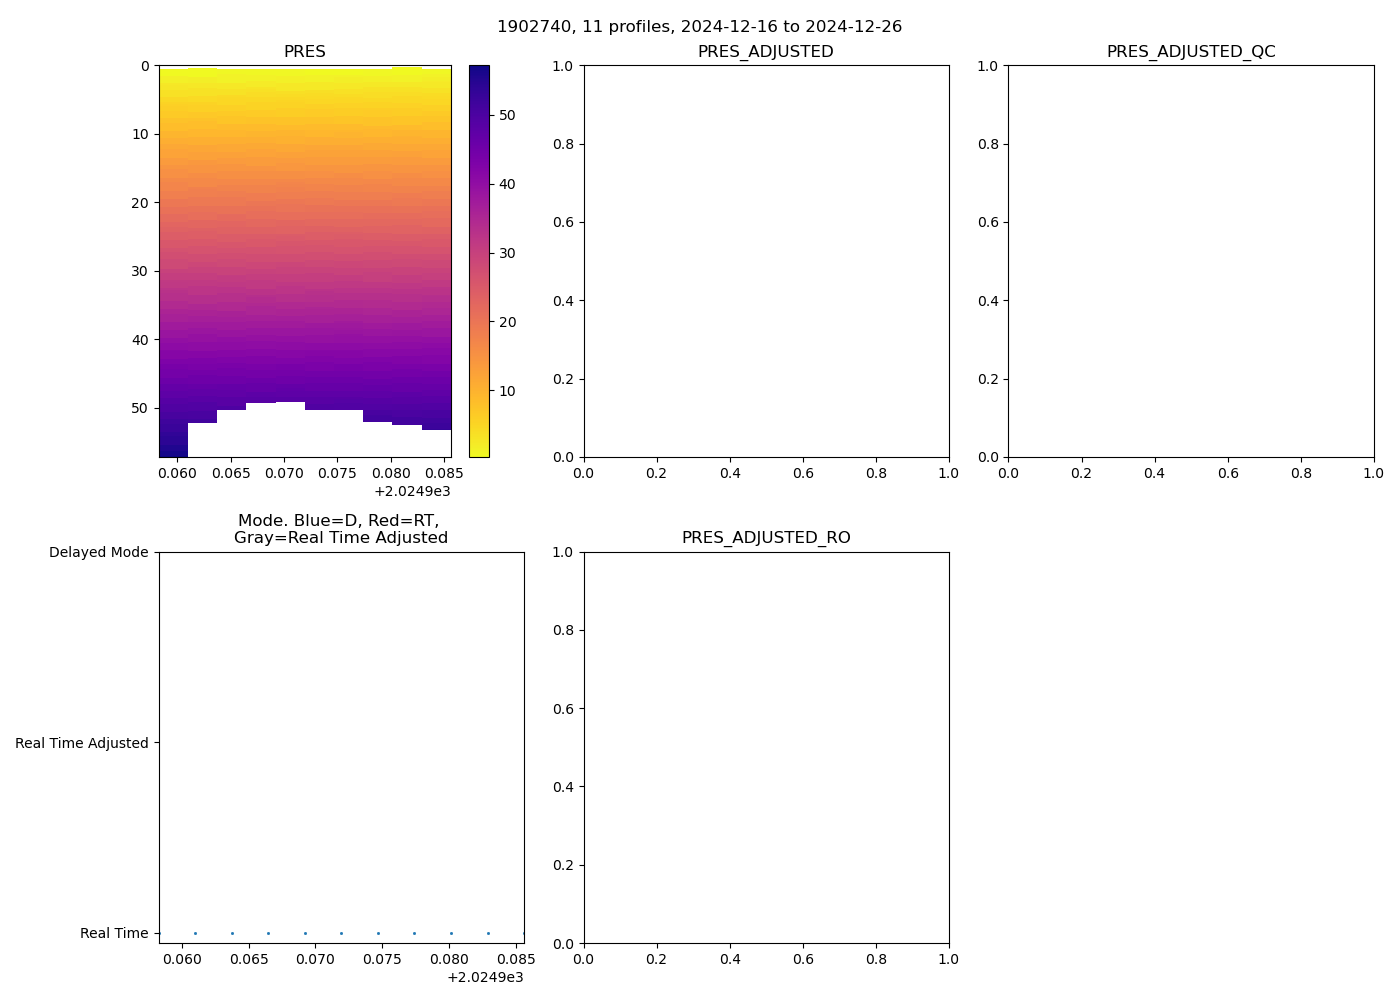 1902740, 11 profiles, 2024-12-16 to 2024-12-26
PRES
0
10
20
30
40
50
0.060 0.065 0.070 0.075 0.080 0.085
+2.0249e3
50
40
30
20
10
PRES_ADJUSTED
1.0
0.8
0.6
0.4
0.2
0.0
0.0 0.2 0.4 0.6 0.8 1.0
PRES_ADJUSTED_QC
1.0
0.8
0.6
0.4
0.2
0.0
0.0 0.2 0.4 0.6 0.8 1.0
Mode. Blue=D, Red=RT,
Gray=Real Time Adjusted
Delayed Mode
Real Time Adjusted
Real Time
0.060 0.065 0.070 0.075 0.080 0.085
+2.0249e3
PRES_ADJUSTED_RO
1.0
0.8
0.6
0.4
0.2
0.0
0.0 0.2 0.4 0.6 0.8 1.0